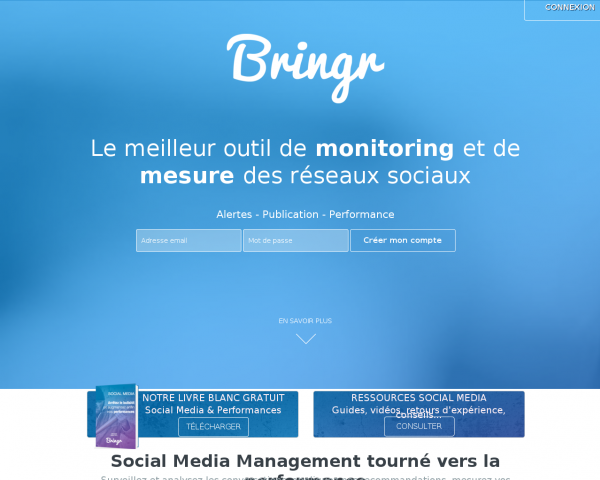 CONNEXION
Bringr
Le meilleur outil de monitoring et de
mesure des réseaux sociaux
Alertes - Publication - Performance
Adresse email
Mot de passe
Créer mon compte
EN SAVOIR PLUS
SOCIAL MEDIA
Bringr
NOTRE LIVRE BLANC GRATUIT
Social Media & Performances
TÉLÉCHARGER
RESSOURCES SOCIAL MEDIA
Guides, vidéos, retours d'expérience,
conseils...
CONSULTER
Social Media Management tourné vers la
performance
Surveillez et analysez les
recommandations, mesurez vos